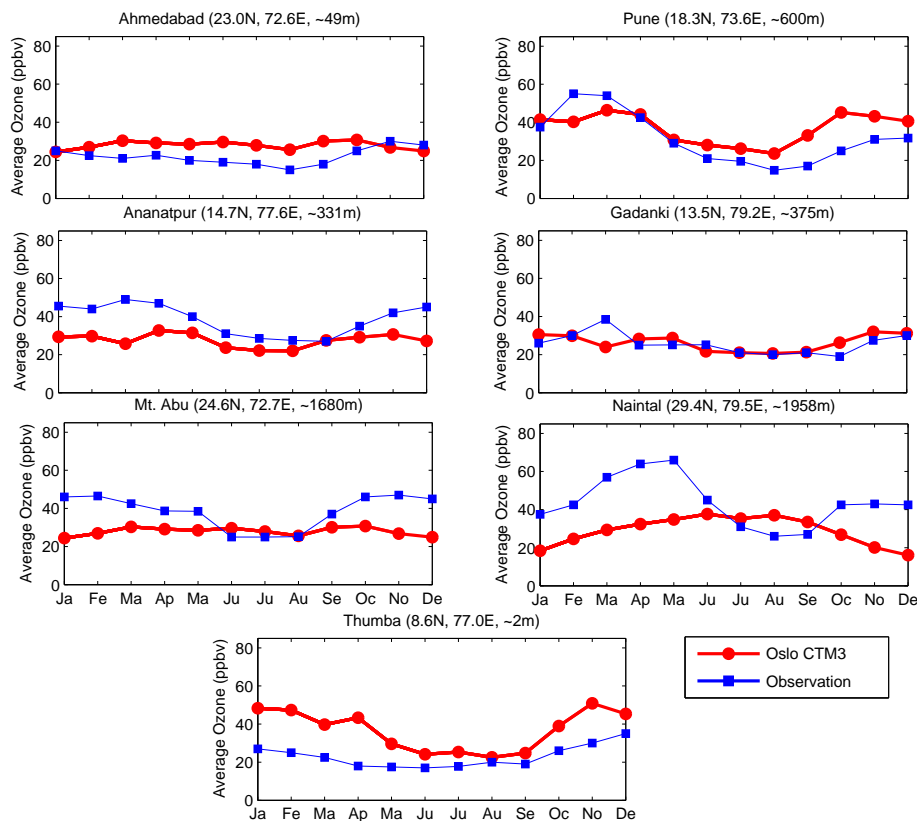 Ahmedabad (23.0N, 72.6E, ~49m)
Average Ozone (ppbv)
80
60
40
20
0
Pune (18.3N, 73.6E, ~600m)
Average Ozone (ppbv)
80
60
40
20
0
Ananatpur (14.7N, 77.6E, ~331m)
Average Ozone (ppbv)
80
60
40
20
0
Gadanki (13.5N, 79.2E, ~375m)
Average Ozone (ppbv)
80
60
40
20
0
Mt. Abu (24.6N, 72.7E, ~1680m)
Average Ozone (ppbv)
80
60
40
20
0
Ja Fe Ma Ap Ma Ju Ju Au Se Oc No De
Naintal (29.4N, 79.5E, ~1958m)
Average Ozone (ppbv)
80
60
40
20
0
Ja Fe Ma Ap Ma Ju Ju Au Se Oc No De
Thumba (8.6N, 77.0E, ~2m)
Average Ozone (ppbv)
80
60
40
20
0
Ja Fe Ma Ap Ma Ju Ju Au Se Oc No De
Oslo CTM3
Observation